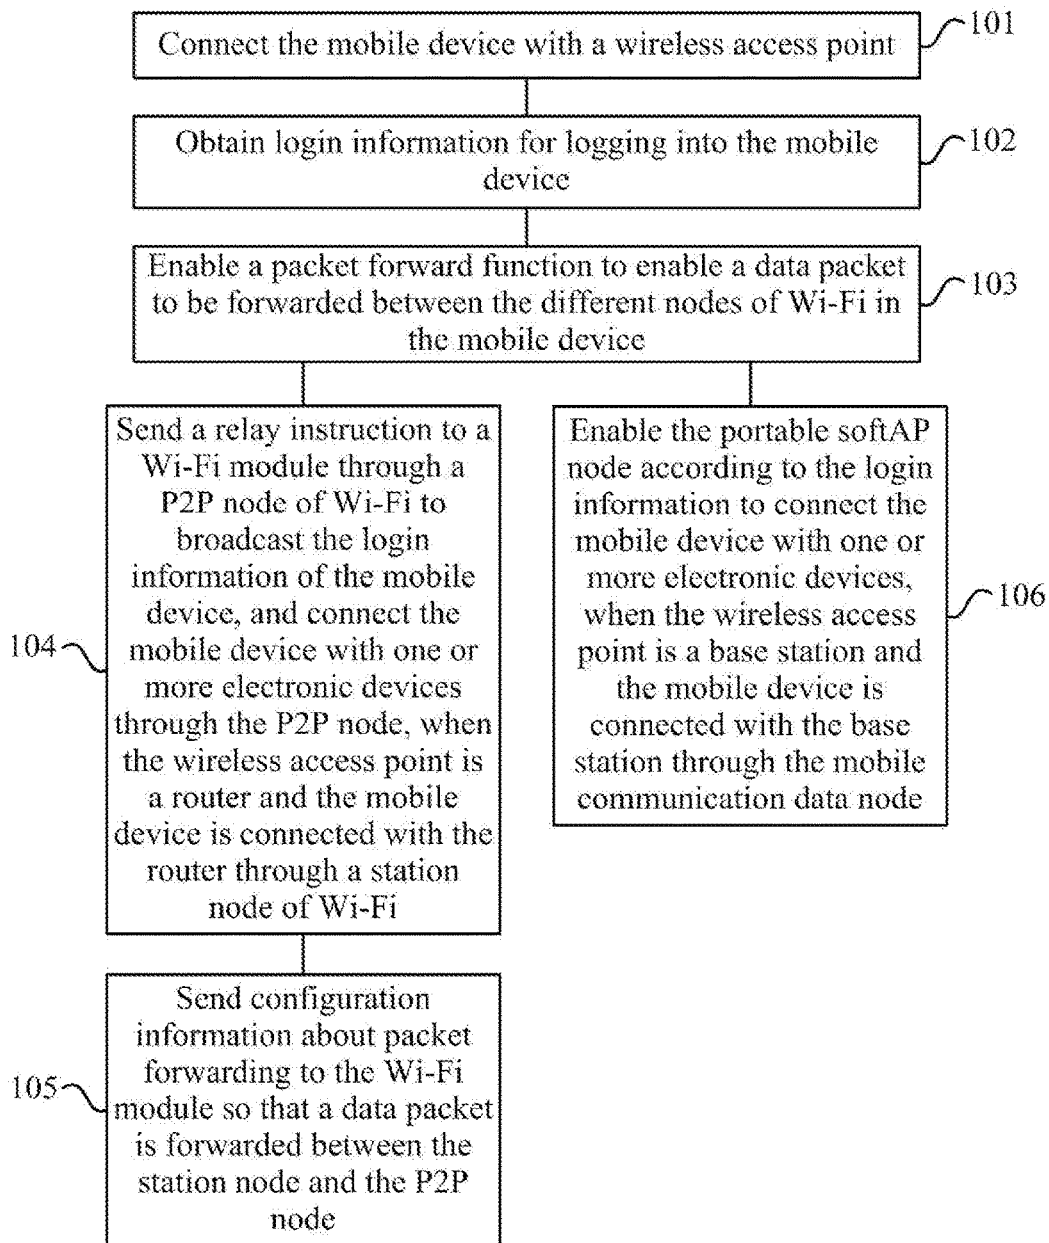 Connect the mobile device with a wireless access point
101
Obtain login information for logging into the mobile
device
102
Enable a packet forward function to enable a data packet
to be forwarded between the different nodes of Wi-Fi in
the mobile device
103
Send a relay instruction to a
Wi-Fi module through a
P2P node of Wi-Fi to
broadcast the login
information of the mobile
device, and connect the
mobile device with one or
more electronic devices
through the P2P node, when
the wireless access point is
a router and the mobile
device is connected with the
router through a station
node of Wi-Fi
104
Enable the portable softAP
node according to the login
information to connect the
mobile device with one or
more electronic devices,
when the wireless access
point is a base station and
the mobile device is
connected with the base
station through the mobile
communication data node
106
Send configuration
information about packet
forwarding to the Wi-Fi
module so that a data packet
is forwarded between the
station node and the P2P
node
105